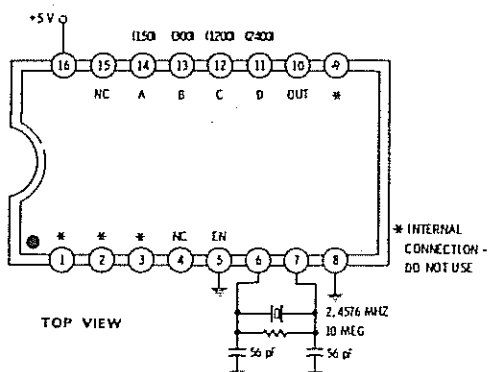 +5 V
(150) (300) (1200) (2400)
16 15 14 13 12 11 10 9
NC A B C D OUT *
* * * NC EN
1 2 3 4 5 6 7 8
* INTERNAL
CONNECTION -
DO NOT USE
TOP VIEW
2,4576 MHZ
10 MEG
56 pF 56 pF